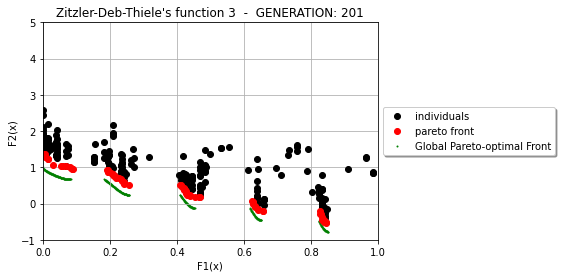 Zitzler-Deb-Thiele's function 3 - GENERATION: 201
5
4
3
2
1
0
-1
F2(x)
0.0 0.2 0.4 0.6 0.8 1.0
F1(x)
individuals
pareto front
Global Pareto-optimal Front